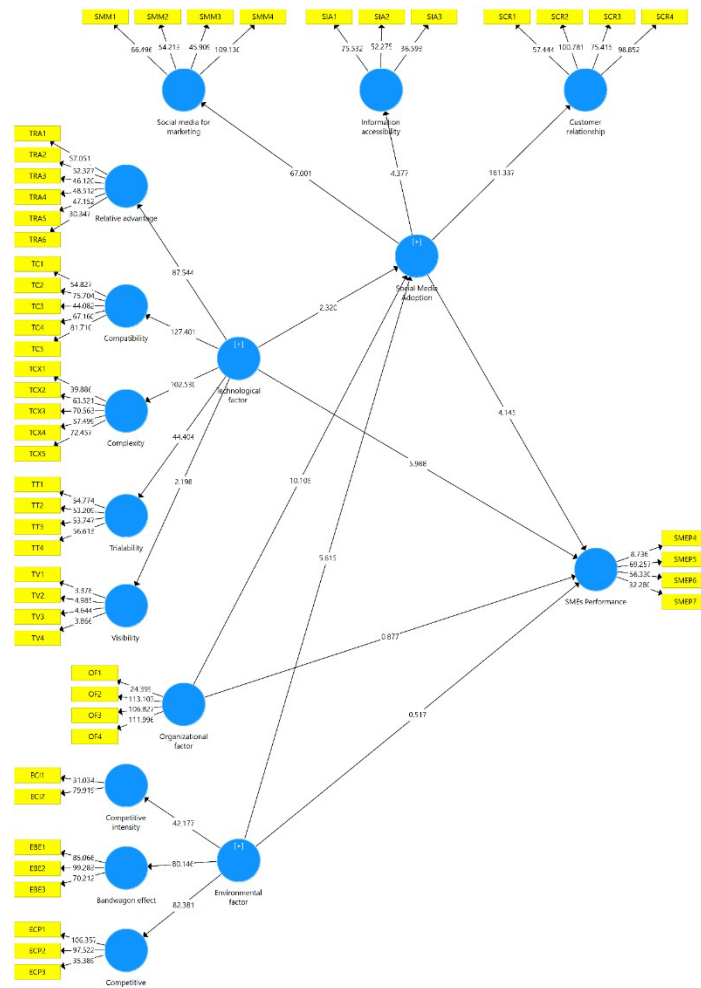 SMM1 SMM2 SMM3 SMM4
SIA1 SIA2 SIA3
SCR1 SCR2 SCR3 SCR4
66.496 54.213 45.909 109.130
75.532 52.275 36.593
57.444 100.781 75.415 98.852
Social media for
marketing
Information
accessibility
Customer
relationship
67.001
4.377
161.337
TRA1
TRA2
TRA3
TRA4
TRA5
TRA6
57.051
52.327
46.120
48.512
47.152
30.347
Relative advantage
87.544
[+]
Social Media
Adoption
TC1
TC2
TC3
TC4
TC5
54.827
75.704
44.082
67.160
81.710
Compatibility
127.401
2.320
[+]
Technological
factor
TCX1
TCX2
TCX3
TCX4
TCX5
39.886
63.521
70.563
57.499
72.457
Complexity
102.530
4.145
44.404
2.198
10.109
5.988
TT1
TT2
TT3
TT4
54.774
53.209
53.747
56.615
Trialability
5.615
TV1
TV2
TV3
TV4
3.378
4.985
4.644
3.866
Visibility
SMEP4
SMEP5
SMEP6
SMEP7
8.736
69.257
56.330
32.280
SMEs Performance
0.877
OF1
OF2
OF3
OF4
24.399
113.103
106.827
111.996
Organizational
factor
0.517
ECI1
ECI2
31.034
79.919
Competitive
intensity
42.177
EBE1
EBE2
EBE3
85.066
99.283
70.212
Bandwagon effect
80.146
[+]
Environmental
factor
82.381
ECP1
ECP2
ECP3
106.357
97.522
35.389
Competitive